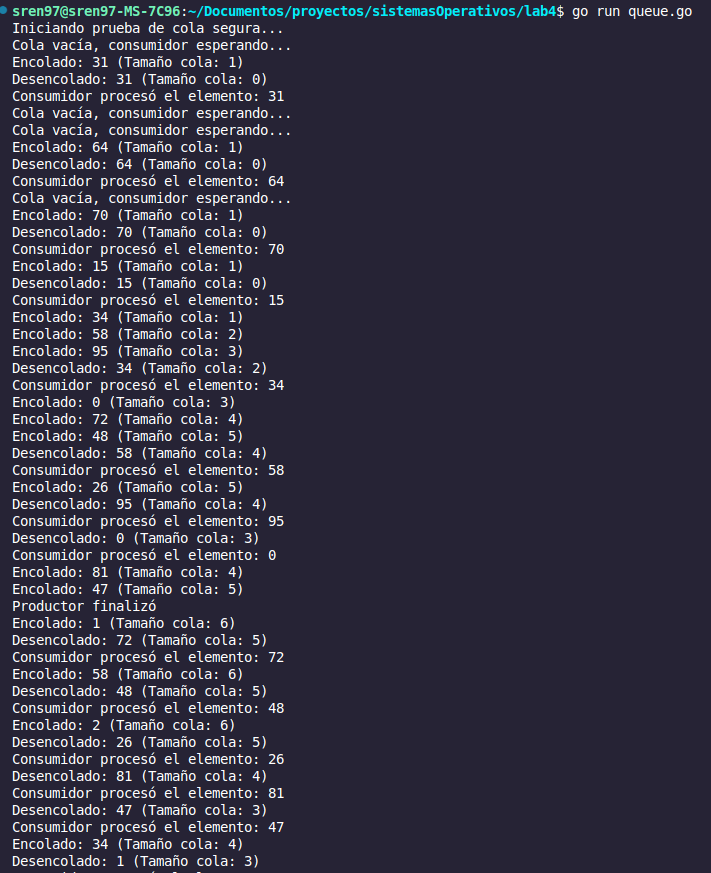 sren97@sren97-MS-7C96:~/Documentos/proyectos/sistemasOperativos/lab4$ go run queue.go
Iniciando prueba de cola segura...
Cola vacía, consumidor esperando...
Encolado: 31 (Tamaño cola: 1)
Desencolado: 31 (Tamaño cola: 0)
Consumidor procesó el elemento: 31
Cola vacía, consumidor esperando...
Cola vacía, consumidor esperando...
Encolado: 64 (Tamaño cola: 1)
Desencolado: 64 (Tamaño cola: 0)
Consumidor procesó el elemento: 64
Cola vacía, consumidor esperando...
Encolado: 70 (Tamaño cola: 1)
Desencolado: 70 (Tamaño cola: 0)
Consumidor procesó el elemento: 70
Encolado: 15 (Tamaño cola: 1)
Desencolado: 15 (Tamaño cola: 0)
Consumidor procesó el elemento: 15
Encolado: 34 (Tamaño cola: 1)
Encolado: 58 (Tamaño cola: 2)
Encolado: 95 (Tamaño cola: 3)
Desencolado: 34 (Tamaño cola: 2)
Consumidor procesó el elemento: 34
Encolado: 0 (Tamaño cola: 3)
Encolado: 72 (Tamaño cola: 4)
Encolado: 48 (Tamaño cola: 5)
Desencolado: 58 (Tamaño cola: 4)
Consumidor procesó el elemento: 58
Encolado: 26 (Tamaño cola: 5)
Desencolado: 95 (Tamaño cola: 4)
Consumidor procesó el elemento: 95
Desencolado: 0 (Tamaño cola: 3)
Consumidor procesó el elemento: 0
Encolado: 81 (Tamaño cola: 4)
Encolado: 47 (Tamaño cola: 5)
Productor finalizó
Encolado: 1 (Tamaño cola: 6)
Desencolado: 72 (Tamaño cola: 5)
Consumidor procesó el elemento: 72
Encolado: 58 (Tamaño cola: 6)
Desencolado: 48 (Tamaño cola: 5)
Consumidor procesó el elemento: 48
Encolado: 2 (Tamaño cola: 6)
Desencolado: 26 (Tamaño cola: 5)
Consumidor procesó el elemento: 26
Desencolado: 81 (Tamaño cola: 4)
Consumidor procesó el elemento: 81
Desencolado: 47 (Tamaño cola: 3)
Consumidor procesó el elemento: 47
Encolado: 34 (Tamaño cola: 4)
Desencolado: 1 (Tamaño cola: 3)